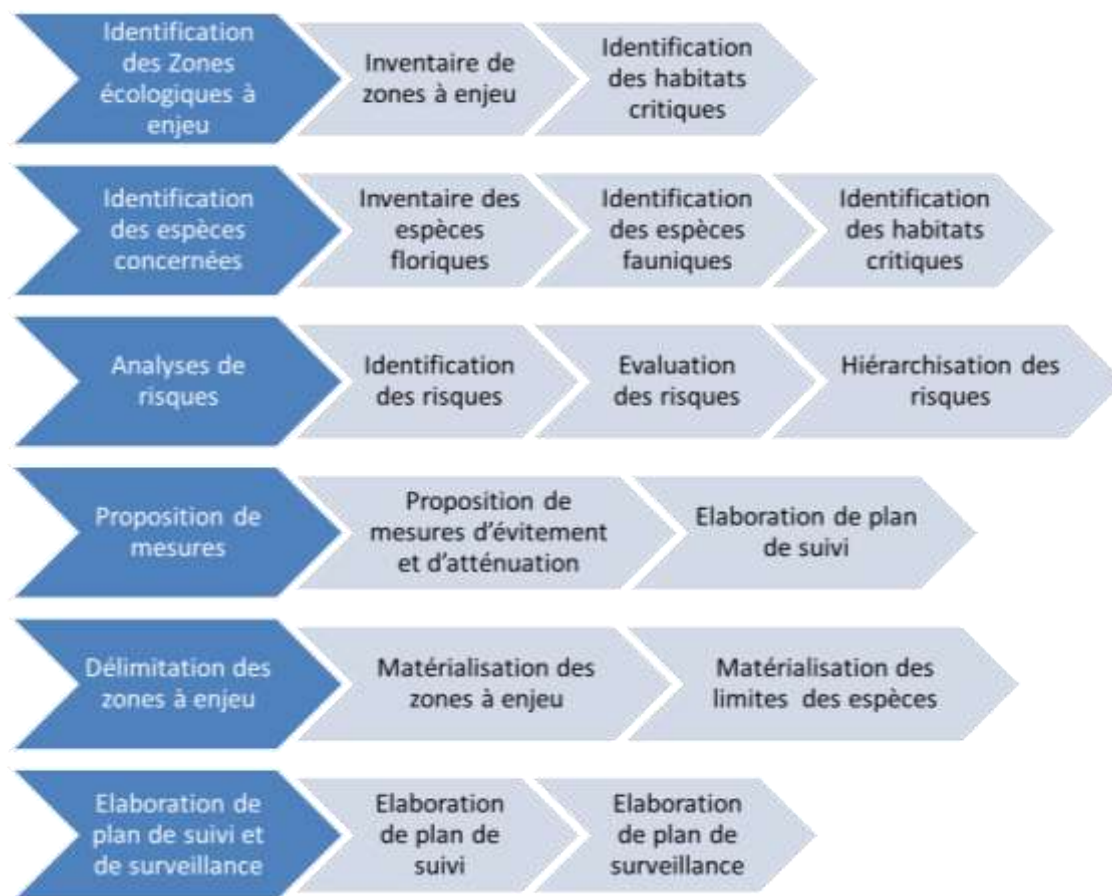 Identification
des Zones
écologiques à
enjeu
Inventaire de
zones à enjeu
Identification
des habitats
critiques
Identification
des espèces
concernées
Inventaire des
espèces
floriques
Identification
des espèces
fauniques
Identification
des habitats
critiques
Analyses de
risques
Identification
des risques
Evaluation
des risques
Hiérarchisation des
risques
Proposition de
mesures
Proposition de
mesures d'évitement
et d'atténuation
Elaboration de plan
de suivi
Délimitation des
zones à enjeu
Matérialisation des
zones à enjeu
Matérialisation des
limites des espèces
Elaboration de
plan de suivi et
de surveillance
Elaboration
de plan de
suivi
Elaboration
de plan de
surveillance